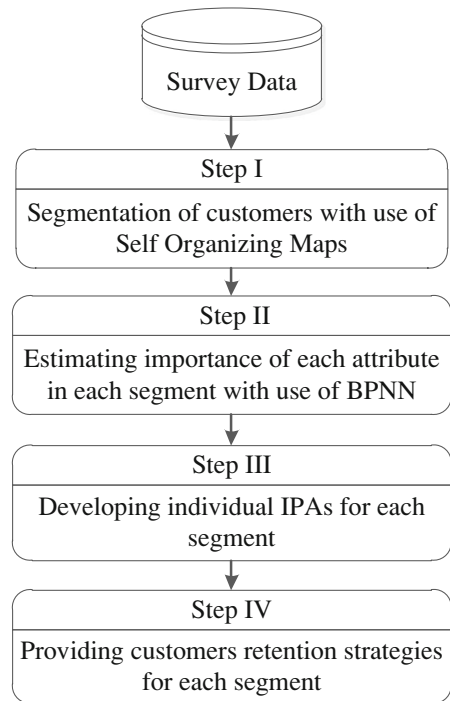 Survey Data
Step I
Segmentation of customers with use of
Self Organizing Maps
Step II
Estimating importance of each attribute
in each segment with use of BPNN
Step III
Developing individual IPAs for each
segment
Step IV
Providing customers retention strategies
for each segment